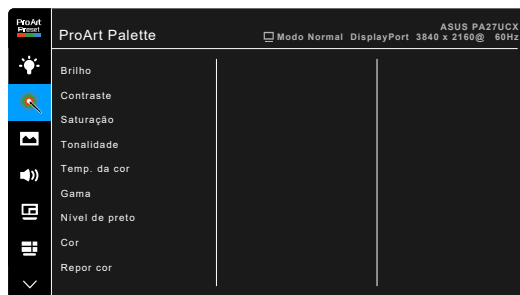 ProArt
Preset
ProArt Palette
ASUS PA27UCX
Modo Normal DisplayPort 3840 x 2160@ 60Hz
Brilho
Contraste
Saturação
Tonalidade
Temp. da cor
Gama
Nível de preto
Cor
Repor cor